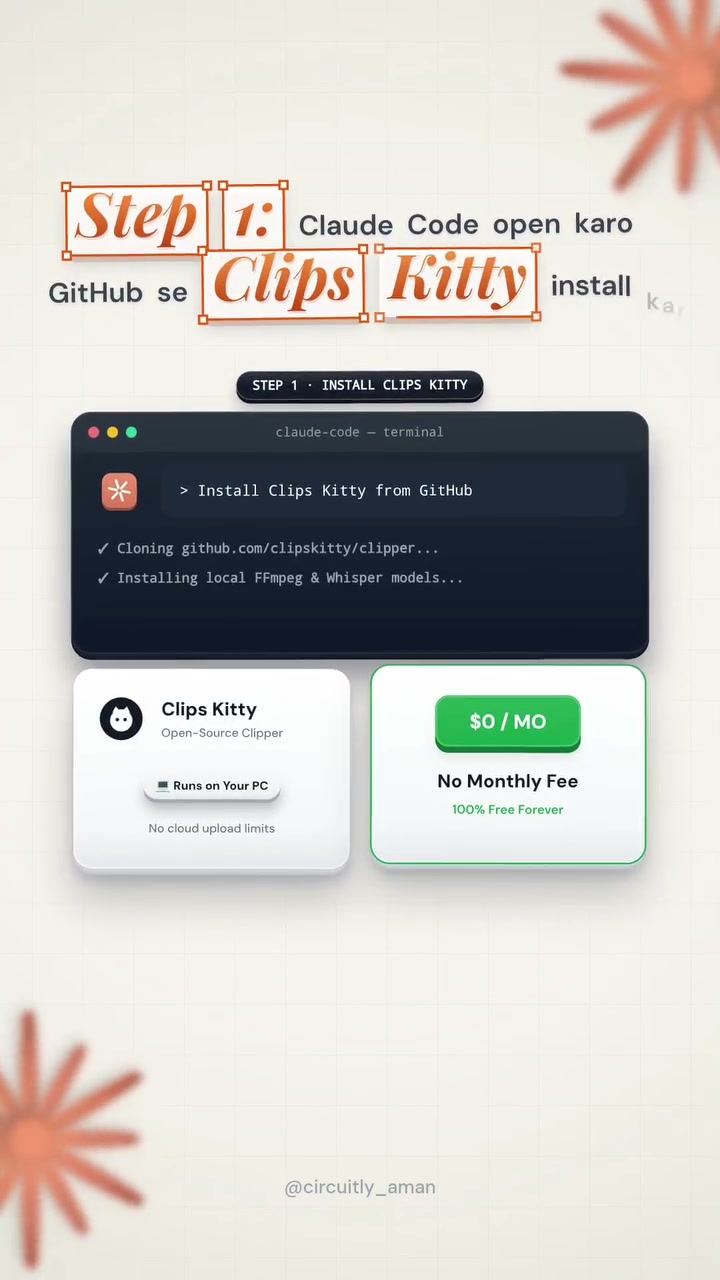 Step 1: Claude Code open karo
GitHub se Clips Kitty install kar
STEP 1 · INSTALL CLIPS KITTY
claude-code — terminal
> Install Clips Kitty from GitHub
✓ Cloning github.com/clipskitty/clipper...
✓ Installing local FFmpeg & Whisper models...
Clips Kitty
Open-Source Clipper
💻 Runs on Your PC
No cloud upload limits
$0 / MO
No Monthly Fee
100% Free Forever
@circuitly_aman